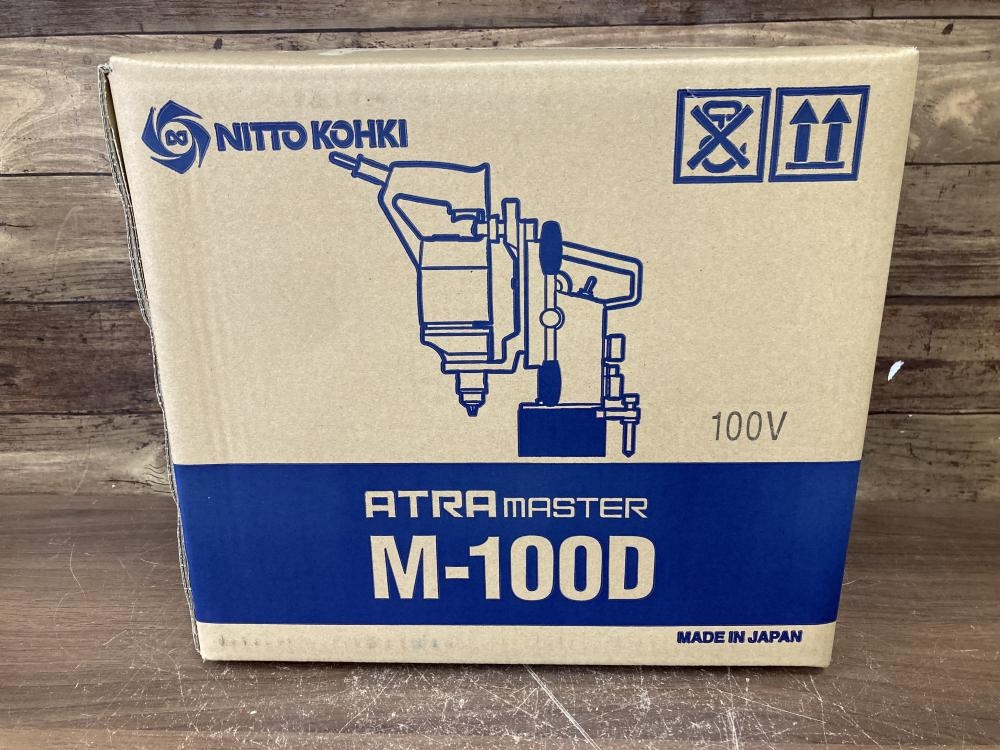 NITTO KOHKI
100V
ATRA MASTER
M-100D
MADE IN JAPAN